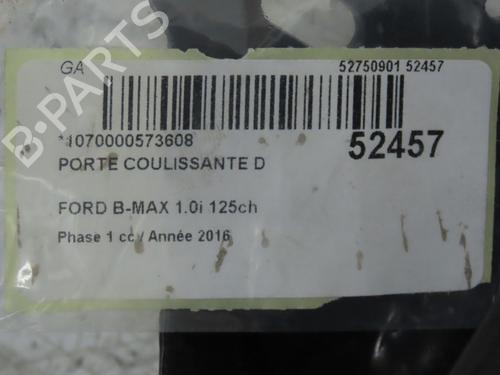 GA
52750901 52457
*1070000573608
52457
PORTE COULISSANTE D
FORD B-MAX 1.0i 125ch
Phase 1 cc / Année 2016
B-PARTS